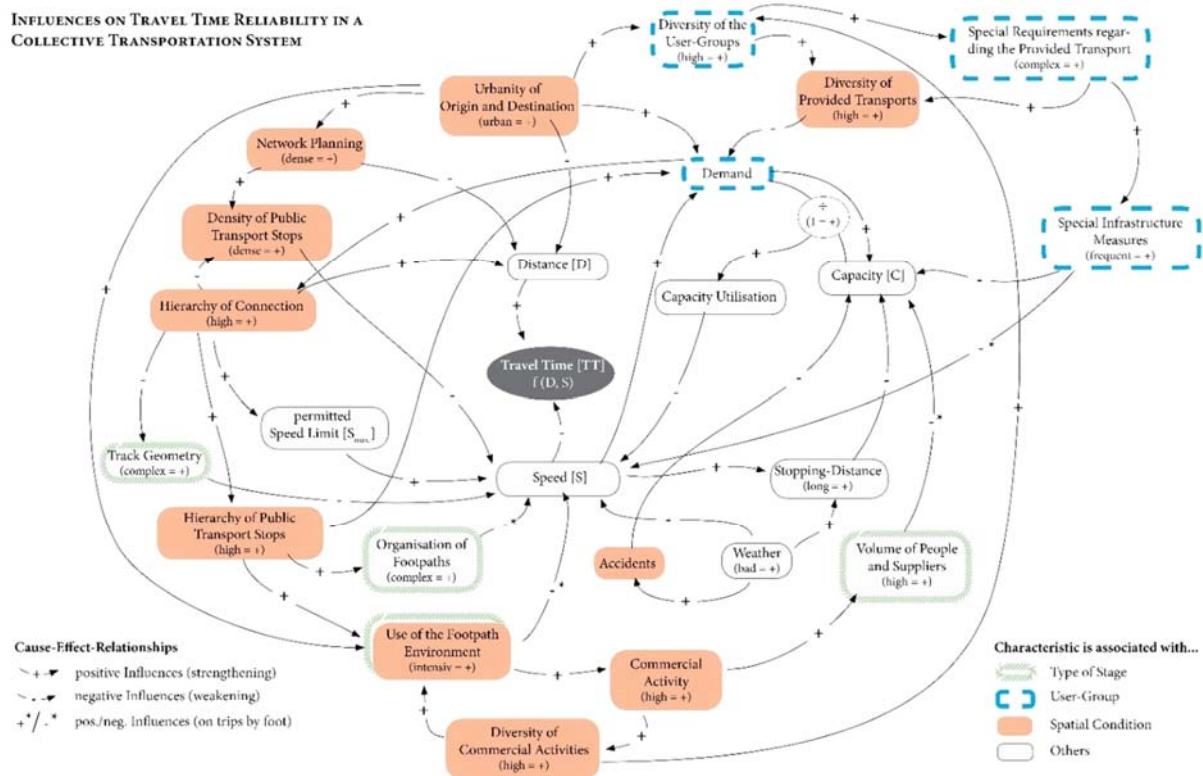 INFLUENCES ON TRAVEL TIME RELIABILITY IN A
COLLECTIVE TRANSPORTATION SYSTEM
Diversity of the
User-Groups
(high = +)
Special Requirements regar-
ding the Provided Transport
(complex = +)
Urbanity of
Origin and Destination
(urban = +)
Diversity of
Provided Transports
(high = +)
Network Planning
(dense = +)
Demand
÷
(1 = +)
Density of Public
Transport Stops
(dense = +)
Special Infrastructure
Measures
(frequent = +)
Distance [D]
Capacity [C]
Hierarchy of Connection
(high = +)
Capacity Utilisation
Travel Time [TT]
f (D, S)
permitted
Speed Limit [Smax]
Track Geometry
(complex = +)
Speed [S]
Stopping-Distance
(long = +)
Hierarchy of Public
Transport Stops
(high = +)
Organisation of
Footpaths
(complex = +)
Accidents
Weather
(bad = +)
Volume of People
and Suppliers
(high = +)
Use of the Footpath
Environment
(intensiv = +)
Commercial
Activity
(high = +)
Diversity of
Commercial Activities
(high = +)
Cause-Effect-Relationships
+ positive Influences (strengthening)
- negative Influences (weakening)
+*/-* pos./neg. Influences (on trips by foot)
Characteristic is associated with...
Type of Stage
User-Group
Spatial Condition
Others